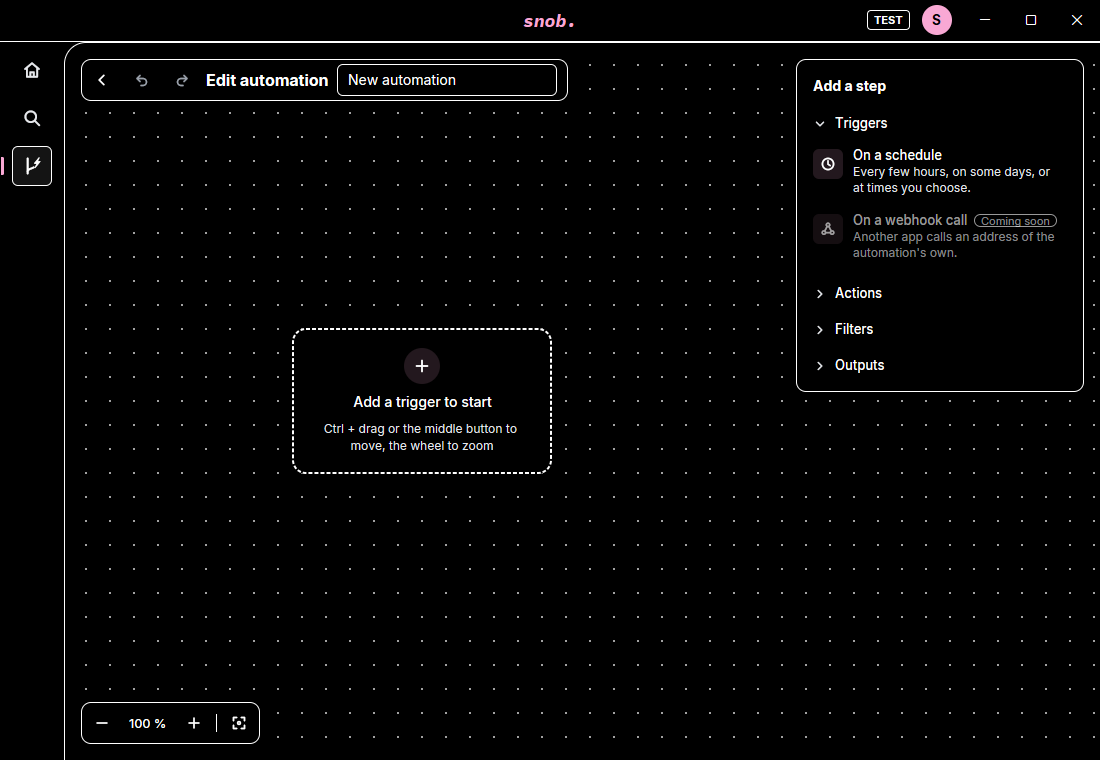 snob.
TEST
S
Edit automation
New automation
Add a step
Triggers
On a schedule
Every few hours, on some days, or
at times you choose.
On a webhook call Coming soon
Another app calls an address of the
automation's own.
Actions
Filters
Outputs
Add a trigger to start
Ctrl + drag or the middle button to
move, the wheel to zoom
100 %